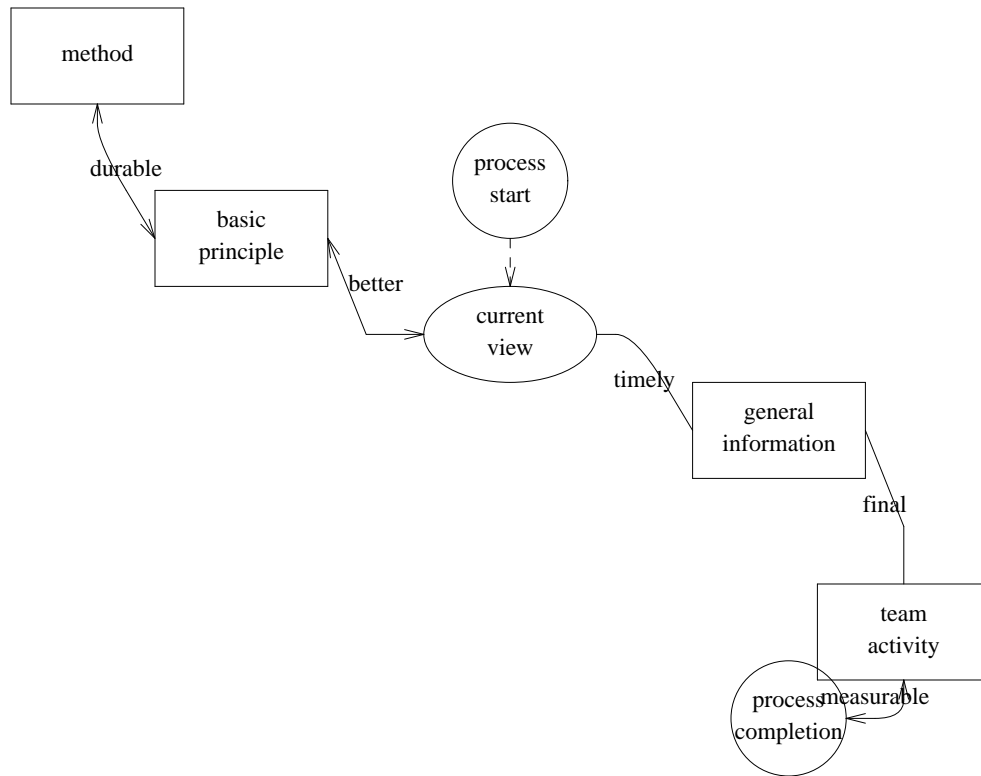 method
durable
process
start
basic
principle
better
current
view
timely
general
information
final
team
activity
measurable
process
completion